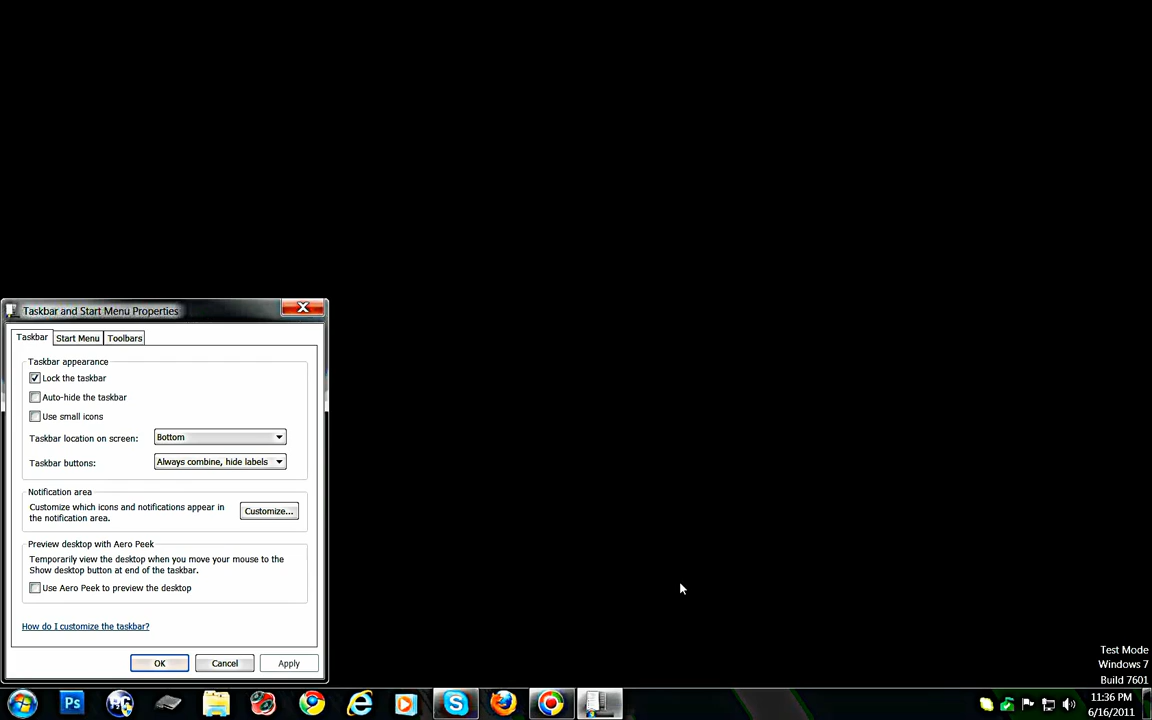 Taskbar and Start Menu Properties
Taskbar
Start Menu
Toolbars
Taskbar appearance
Lock the taskbar
Auto-hide the taskbar
Use small icons
Taskbar location on screen:
Bottom
Taskbar buttons:
Always combine, hide labels
Notification area
Customize which icons and notifications appear in
the notification area.
Customize...
Preview desktop with Aero Peek
Temporarily view the desktop when you move your mouse to the
Show desktop button at end of the taskbar.
Use Aero Peek to preview the desktop
How do I customize the taskbar?
OK
Cancel
Apply
Test Mode
Windows 7
Build 7601
Ps
11:36 PM
6/16/2011